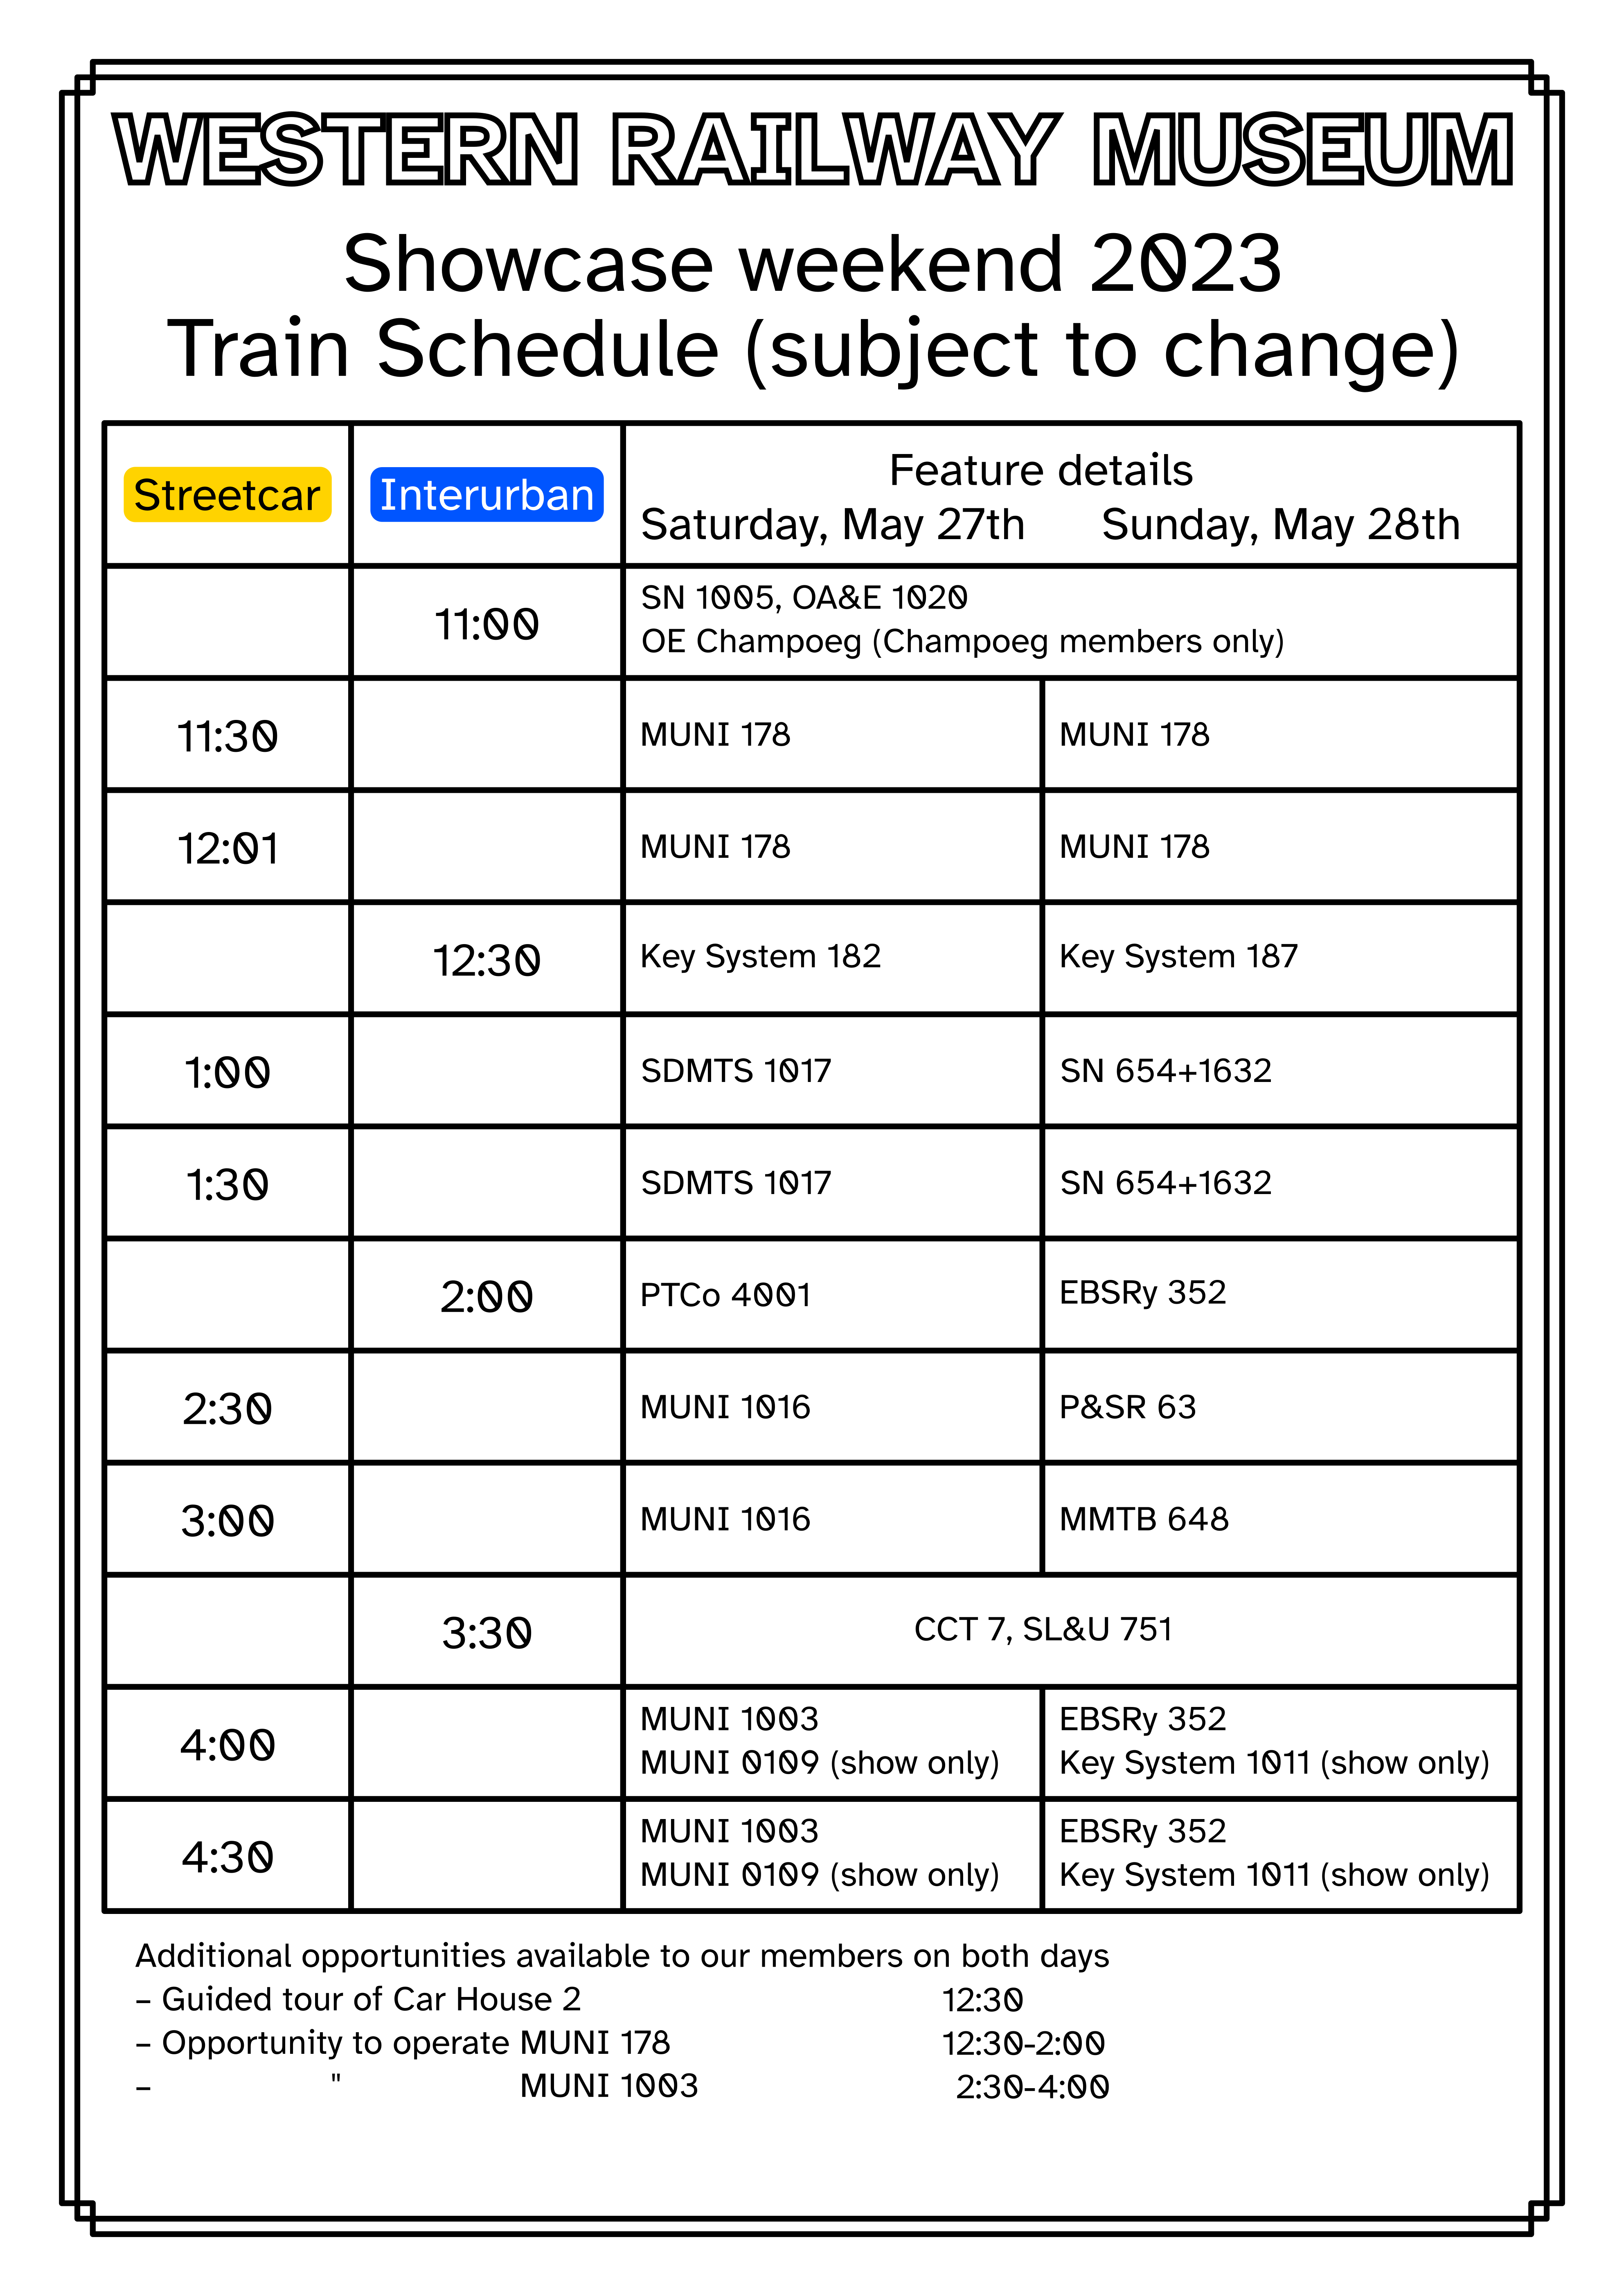 WESTERN RAILWAY MUSEUM
Showcase weekend 2023
Train Schedule (subject to change)
Streetcar Interurban Feature details
Saturday, May 27th Sunday, May 28th
11:00 SN 1005, OA&E 1020
OE Champoeg (Champoeg members only)
11:30 MUNI 178 MUNI 178
12:01 MUNI 178 MUNI 178
12:30 Key System 182 Key System 187
1:00 SDMTS 1017 SN 654+1632
1:30 SDMTS 1017 SN 654+1632
2:00 PTCo 4001 EBSRy 352
2:30 MUNI 1016 P&SR 63
3:00 MUNI 1016 MMTB 648
3:30 CCT 7, SL&U 751
4:00 MUNI 1003 EBSRy 352
MUNI 0109 (show only) Key System 1011 (show only)
4:30 MUNI 1003 EBSRy 352
MUNI 0109 (show only) Key System 1011 (show only)
Additional opportunities available to our members on both days
– Guided tour of Car House 2 12:30
– Opportunity to operate MUNI 178 12:30-2:00
– " MUNI 1003 2:30-4:00